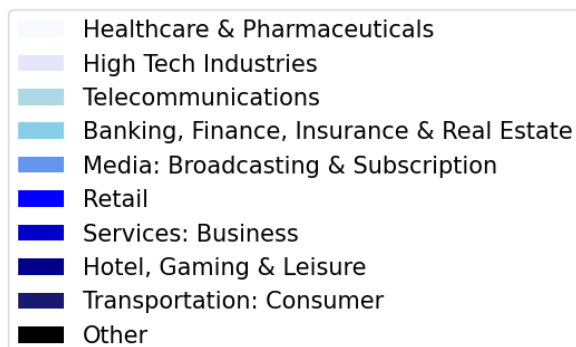 Healthcare & Pharmaceuticals
High Tech Industries
Telecommunications
Banking, Finance, Insurance & Real Estate
Media: Broadcasting & Subscription
Retail
Services: Business
Hotel, Gaming & Leisure
Transportation: Consumer
Other